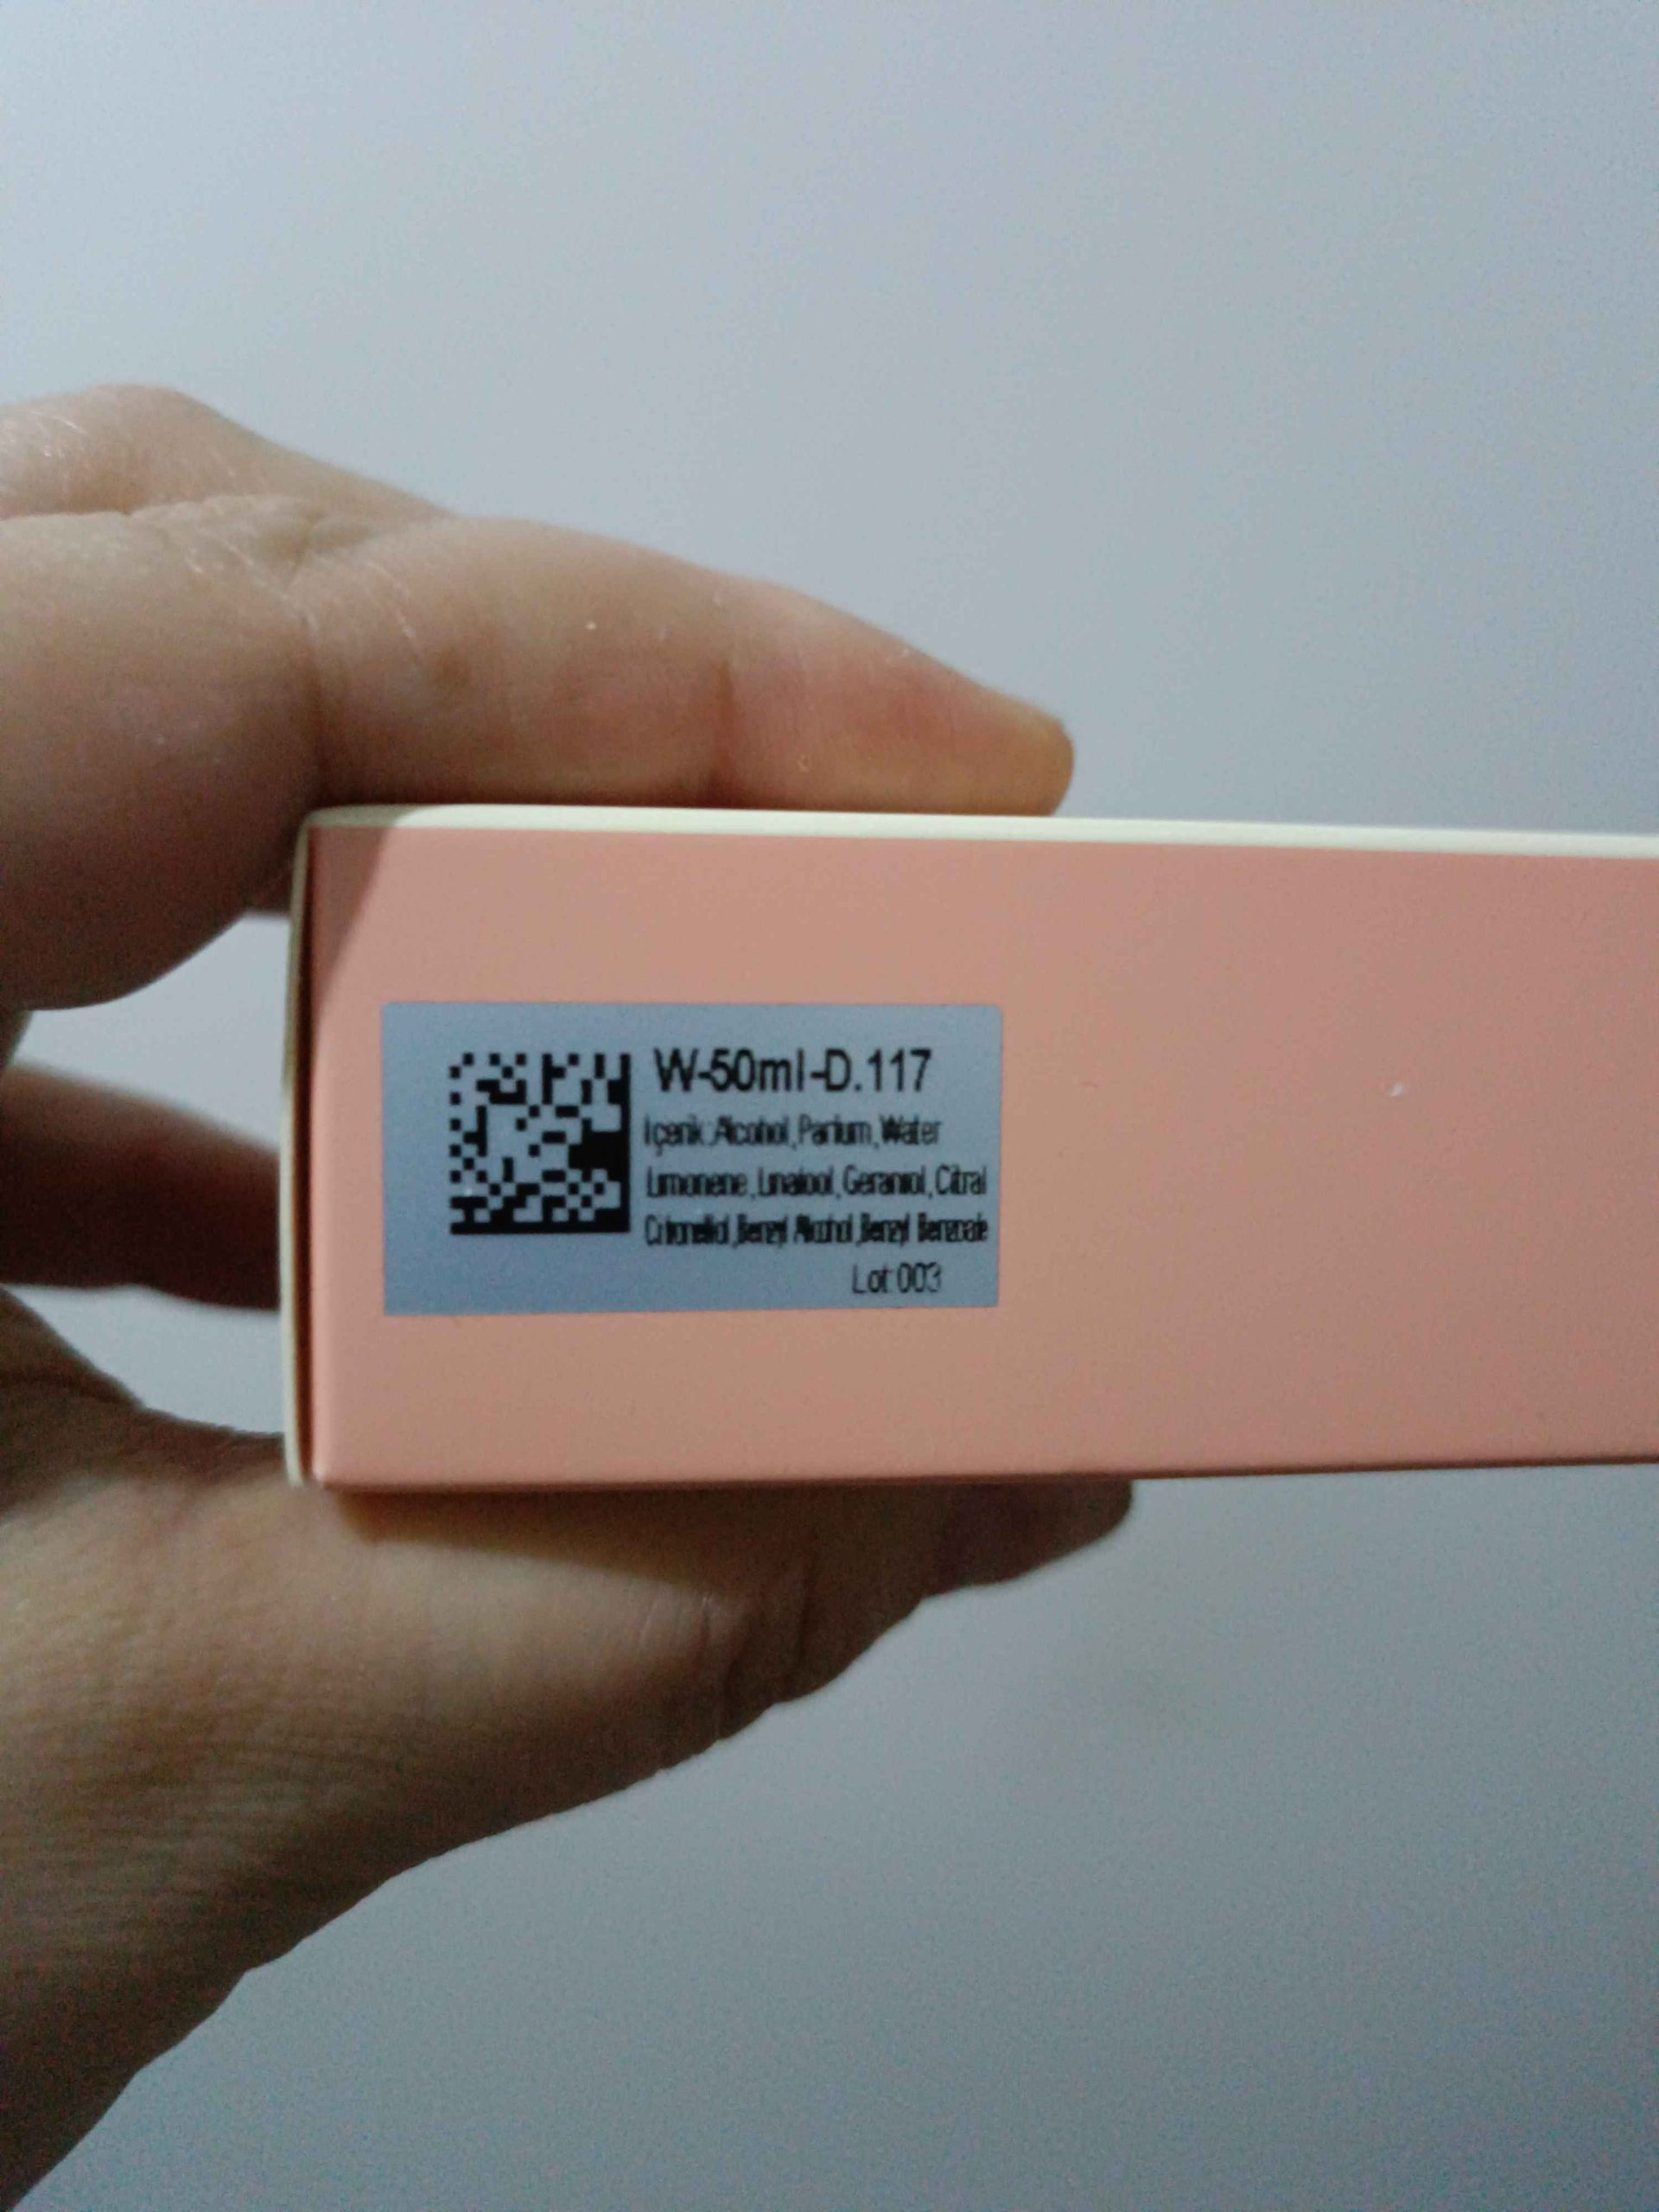 W-50ml-D.117
İçerik:Alcohol,Parfum,Water
Limonene,Linalool,Geraniol,Citral
Citronellol,Benzyl Alcohol,Benzyl Benzoate
Lot:003